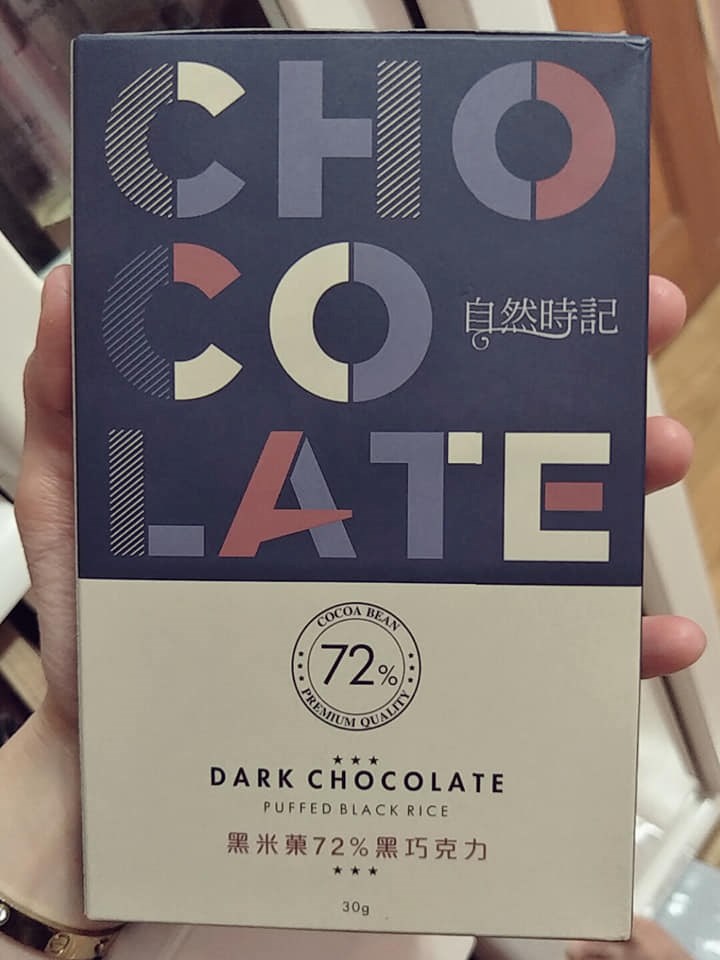 CHO
CO
自然時記
LATE
COCOA BEAN
72%
PREMIUM QUALITY
DARK CHOCOLATE
PUFFED BLACK RICE
黑米菓72%黑巧克力
30g